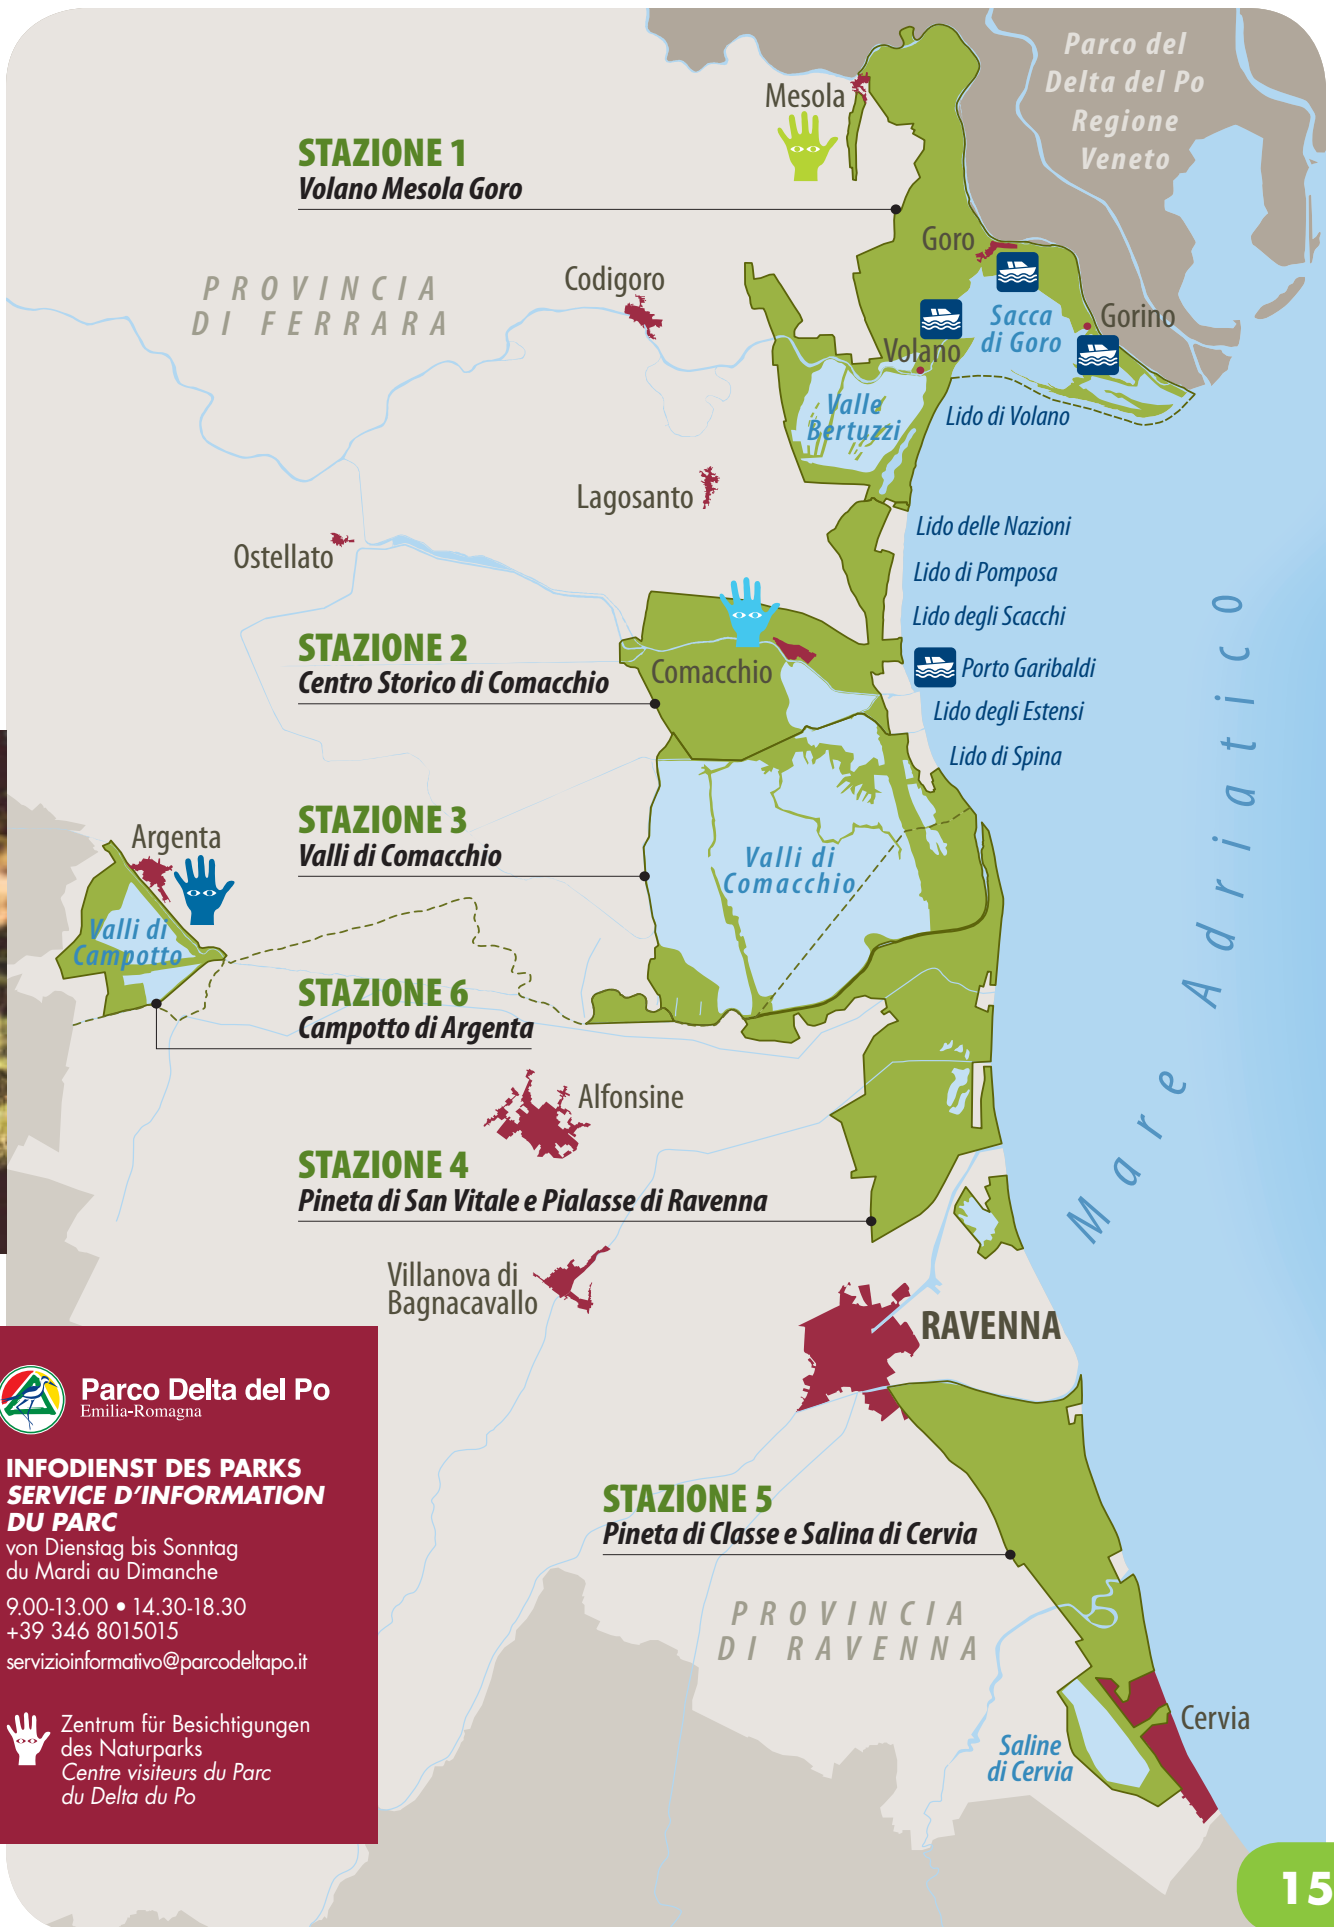 Parco del
Delta del Po
Regione
Veneto
Mesola
STAZIONE 1
Volano Mesola Goro
Goro
PROVINCIA
DI FERRARA
Codigoro
Sacca
di Goro
Gorino
Volano
Valle
Bertuzzi
Lido di Volano
Lagosanto
Lido delle Nazioni
Ostellato
Lido di Pomposa
Lido degli Scacchi
STAZIONE 2
Centro Storico di Comacchio
Comacchio
Porto Garibaldi
Lido degli Estensi
Lido di Spina
Mare Adriatico
STAZIONE 3
Valli di Comacchio
Argenta
Valli di
Comacchio
Valli di
Campotto
STAZIONE 6
Campotto di Argenta
Alfonsine
STAZIONE 4
Pineta di San Vitale e Pialasse di Ravenna
Villanova di
Bagnacavallo
RAVENNA
Parco Delta del Po
Emilia-Romagna
INFODIENST DES PARKS
SERVICE D'INFORMATION
DU PARC
von Dienstag bis Sonntag
du Mardi au Dimanche
9.00-13.00 • 14.30-18.30
+39 346 8015015
servizioinformativo@parcodeltapo.it
Zentrum für Besichtigungen
des Naturparks
Centre visiteurs du Parc
du Delta du Po
STAZIONE 5
Pineta di Classe e Salina di Cervia
PROVINCIA
DI RAVENNA
Cervia
Saline
di Cervia
15